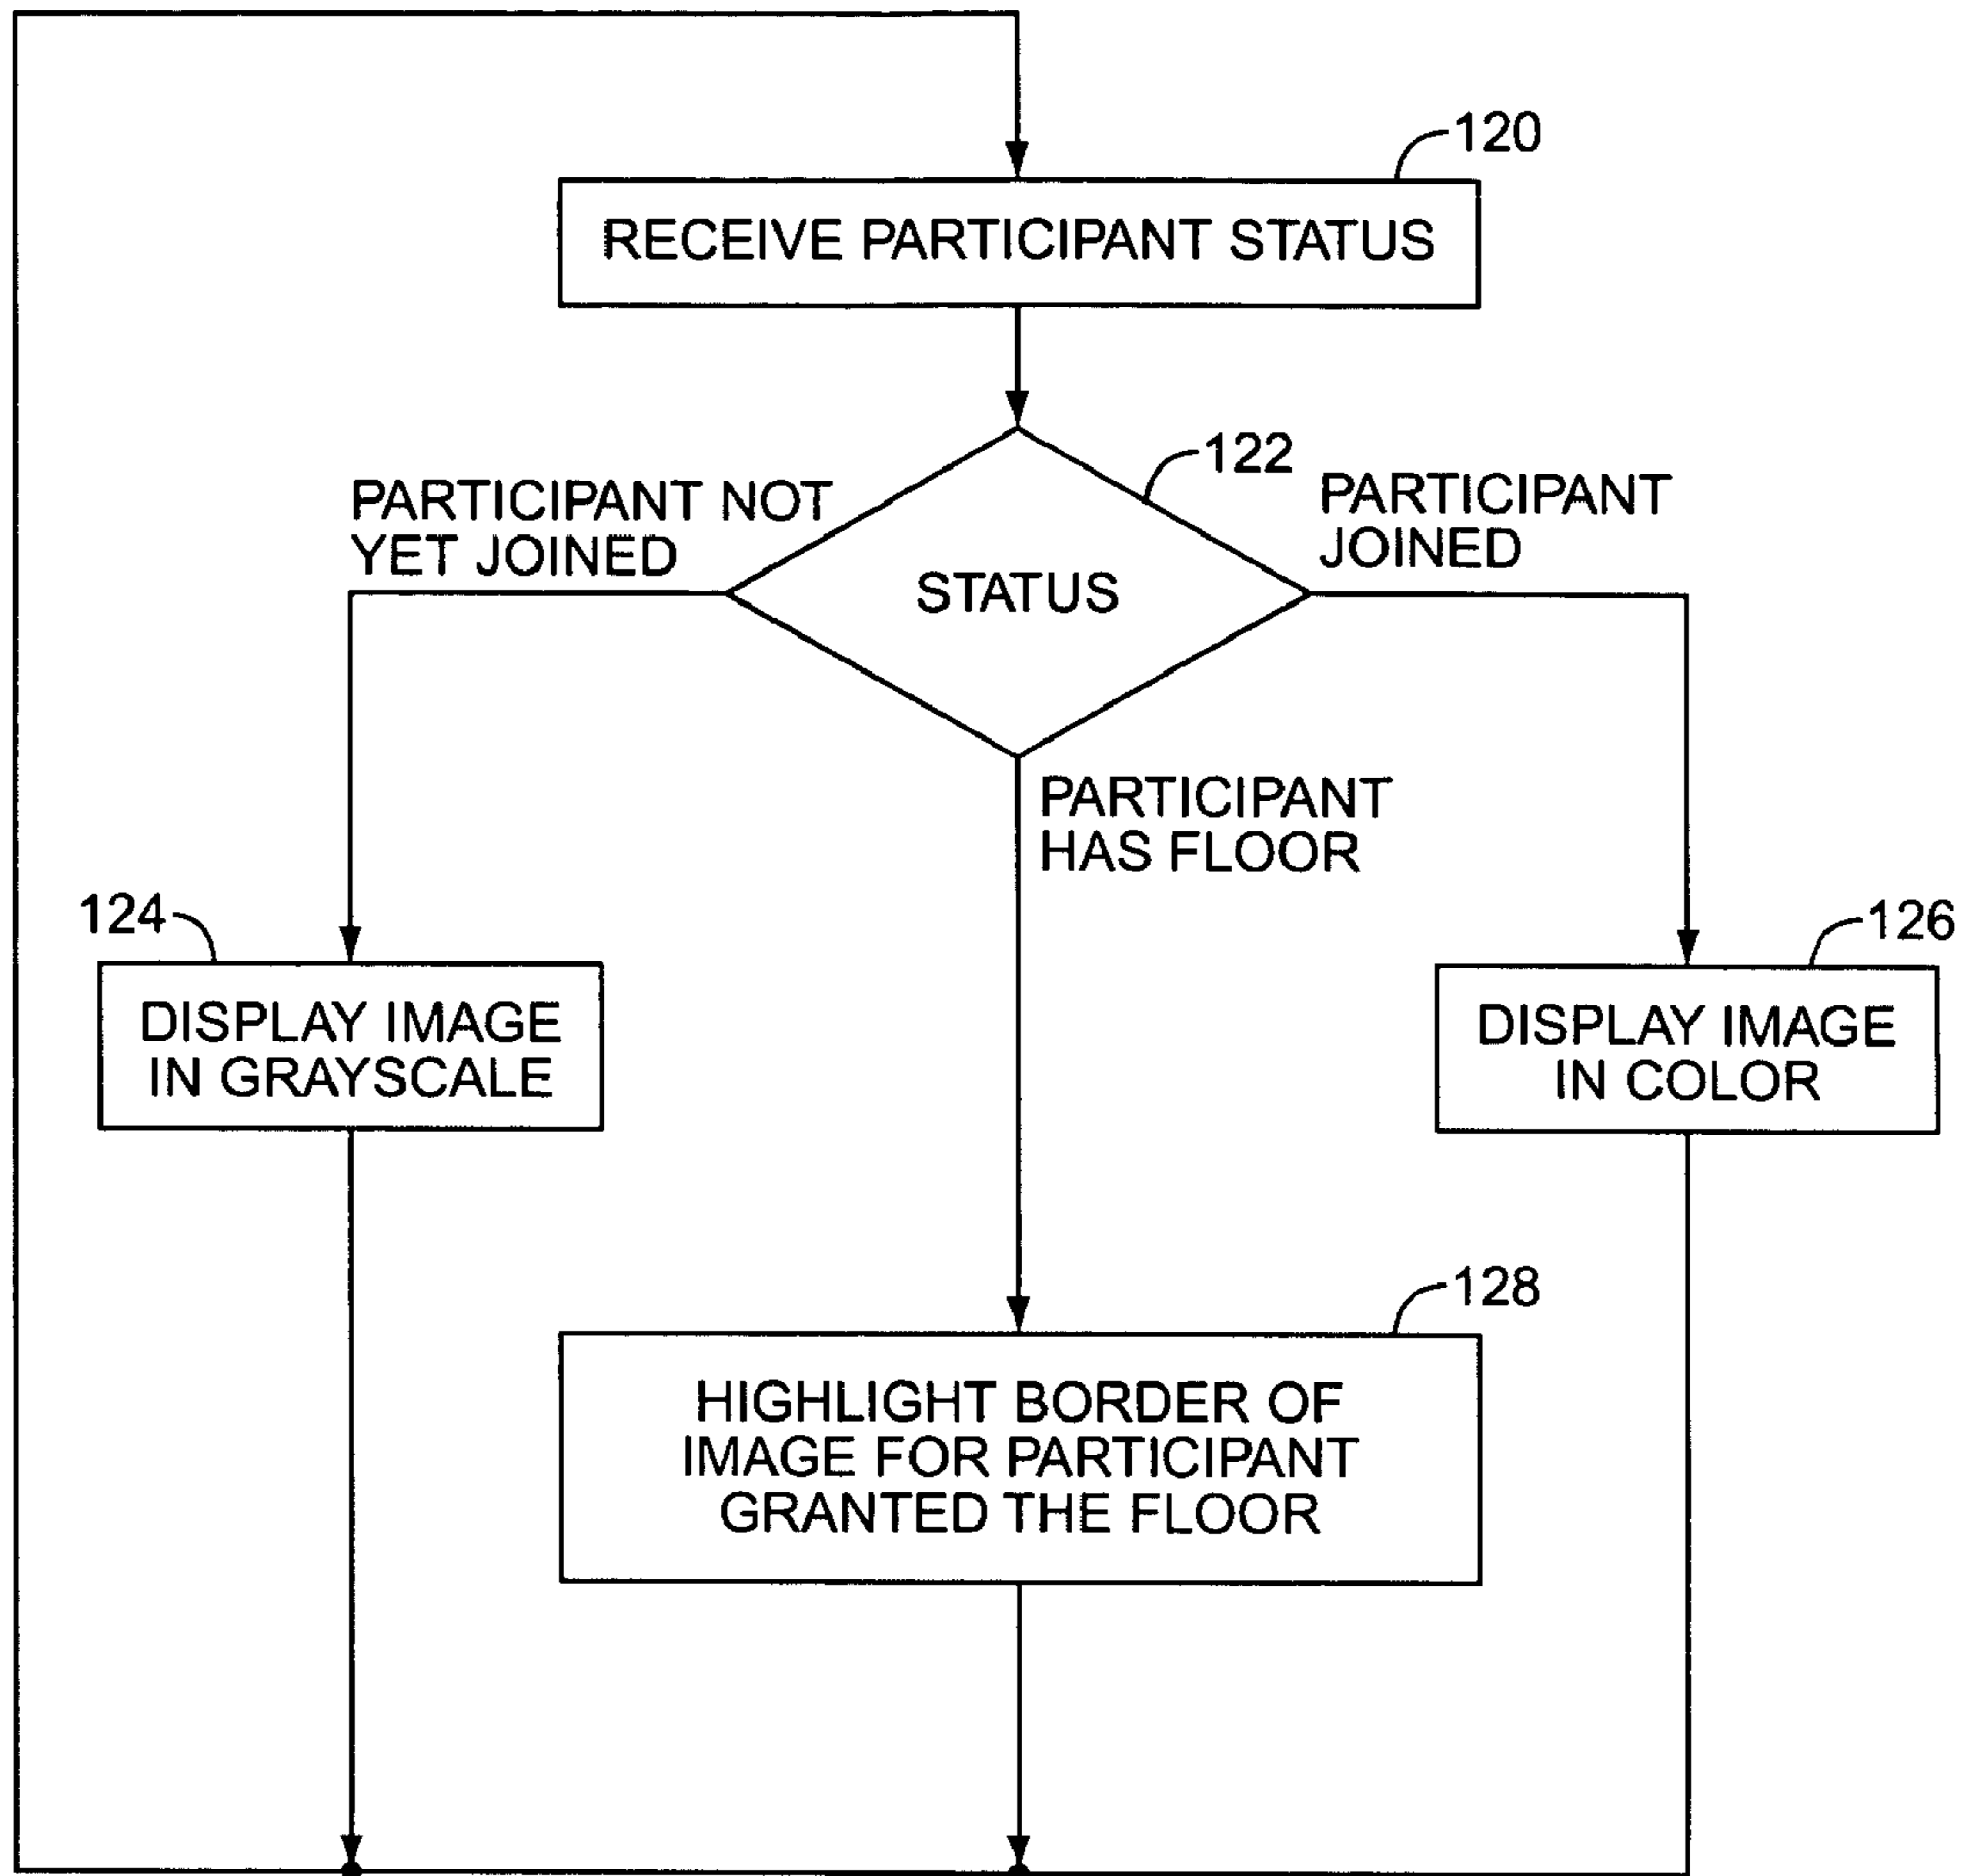 120
RECEIVE PARTICIPANT STATUS
122
PARTICIPANT NOT
YET JOINED
STATUS
PARTICIPANT
JOINED
PARTICIPANT
HAS FLOOR
124
DISPLAY IMAGE
IN GRAYSCALE
126
DISPLAY IMAGE
IN COLOR
128
HIGHLIGHT BORDER OF
IMAGE FOR PARTICIPANT
GRANTED THE FLOOR